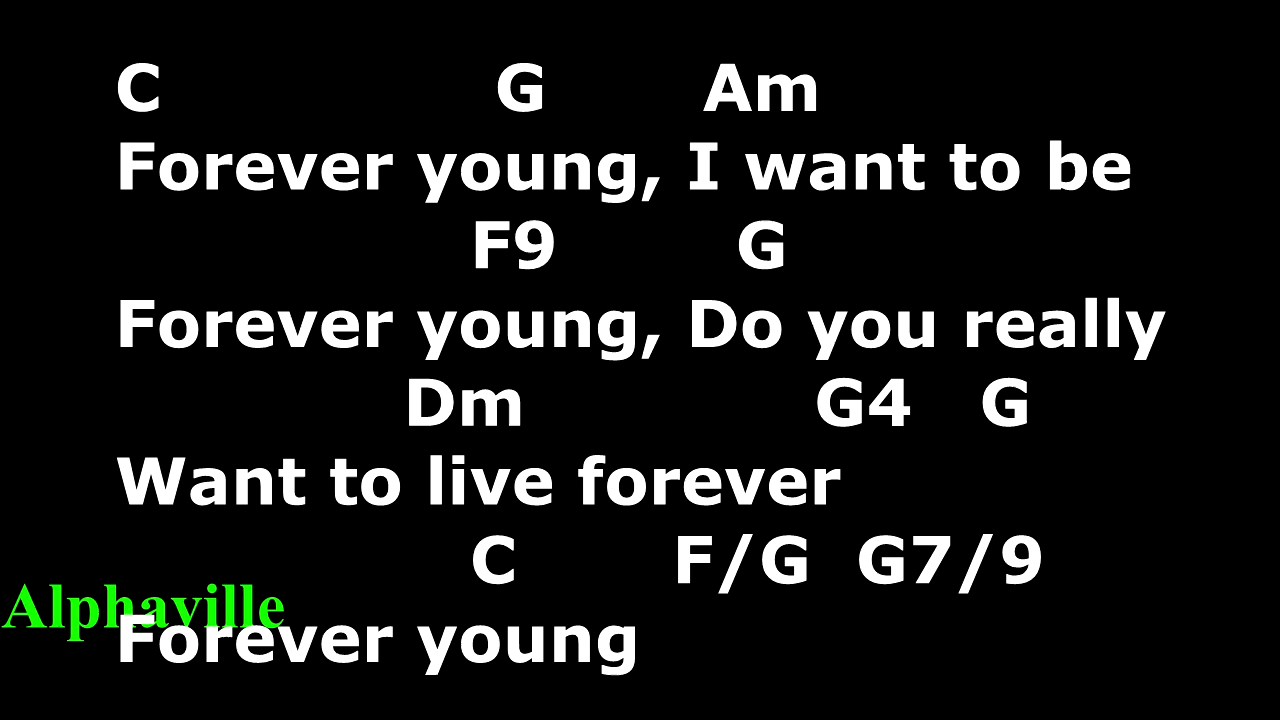 C G Am
Forever young, I want to be
F9 G
Forever young, Do you really
Dm G4 G
Want to live forever
C F/G G7/9
Alphaville
Forever young